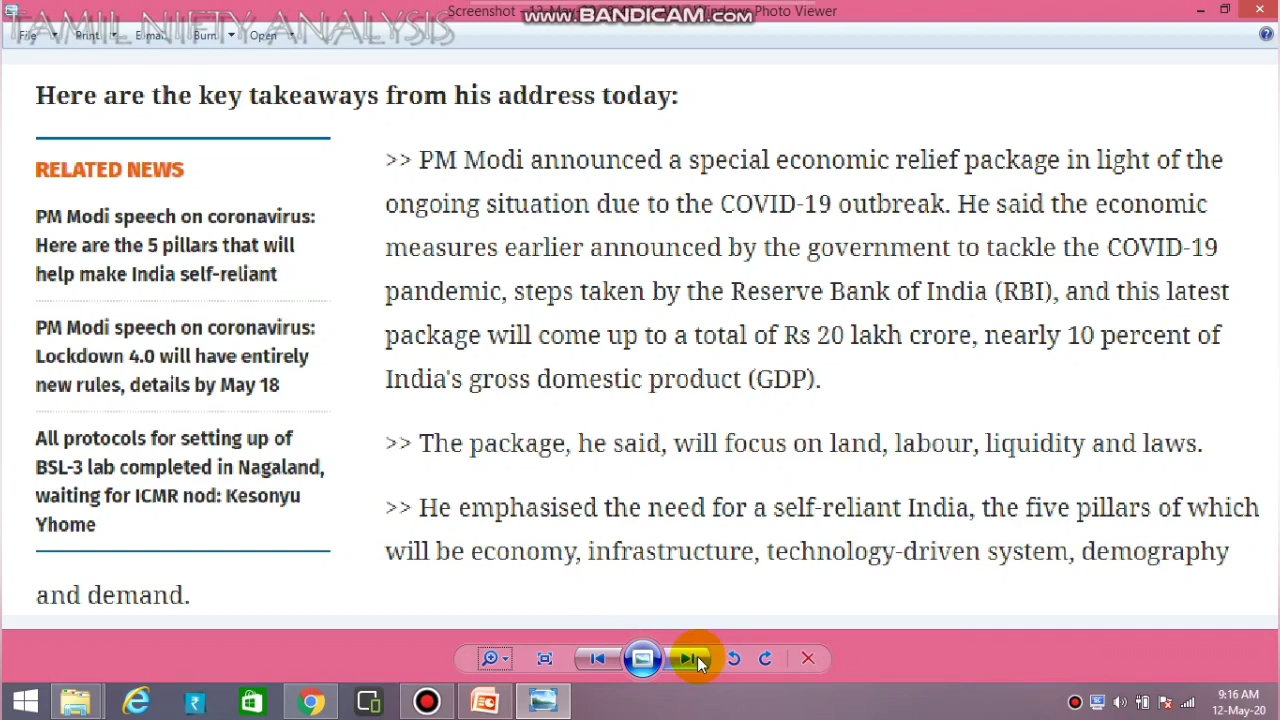 Screenshot - 13-May-20
Windows Photo Viewer
www.BANDICAM.com
TAMIL NIFTY ANALYSIS
File Print E-mail Burn Open
Here are the key takeaways from his address today:
RELATED NEWS
PM Modi speech on coronavirus:
Here are the 5 pillars that will
help make India self-reliant
PM Modi speech on coronavirus:
Lockdown 4.0 will have entirely
new rules, details by May 18
All protocols for setting up of
BSL-3 lab completed in Nagaland,
waiting for ICMR nod: Kesonyu
Yhome
>> PM Modi announced a special economic relief package in light of the
ongoing situation due to the COVID-19 outbreak. He said the economic
measures earlier announced by the government to tackle the COVID-19
pandemic, steps taken by the Reserve Bank of India (RBI), and this latest
package will come up to a total of Rs 20 lakh crore, nearly 10 percent of
India's gross domestic product (GDP).
>> The package, he said, will focus on land, labour, liquidity and laws.
>> He emphasised the need for a self-reliant India, the five pillars of which
will be economy, infrastructure, technology-driven system, demography
and demand.
9:16 AM
12-May-20